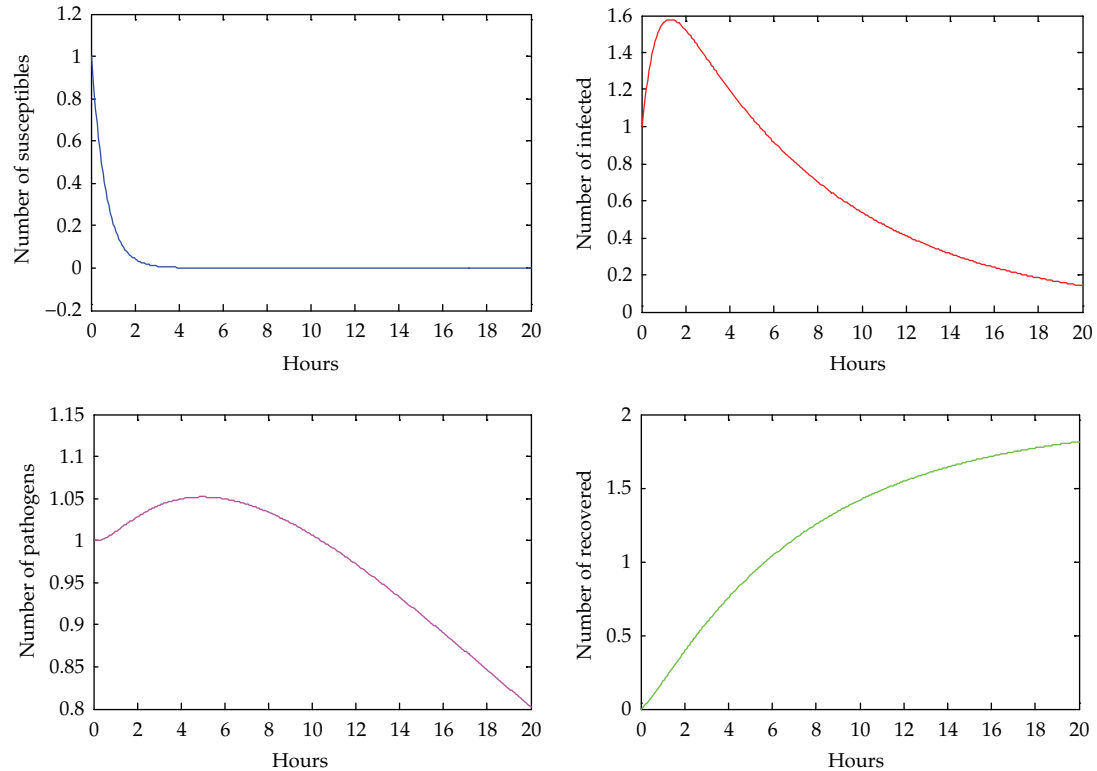 Number of susceptibles
1.2
1
0.8
0.6
0.4
0.2
0
−0.2
0 2 4 6 8 10 12 14 16 18 20
Hours
Number of infected
1.6
1.4
1.2
1
0.8
0.6
0.4
0.2
0
0 2 4 6 8 10 12 14 16 18 20
Hours
Number of pathogens
1.15
1.1
1.05
1
0.95
0.9
0.85
0.8
0 2 4 6 8 10 12 14 16 18 20
Hours
Number of recovered
2
1.5
1
0.5
0
0 2 4 6 8 10 12 14 16 18 20
Hours